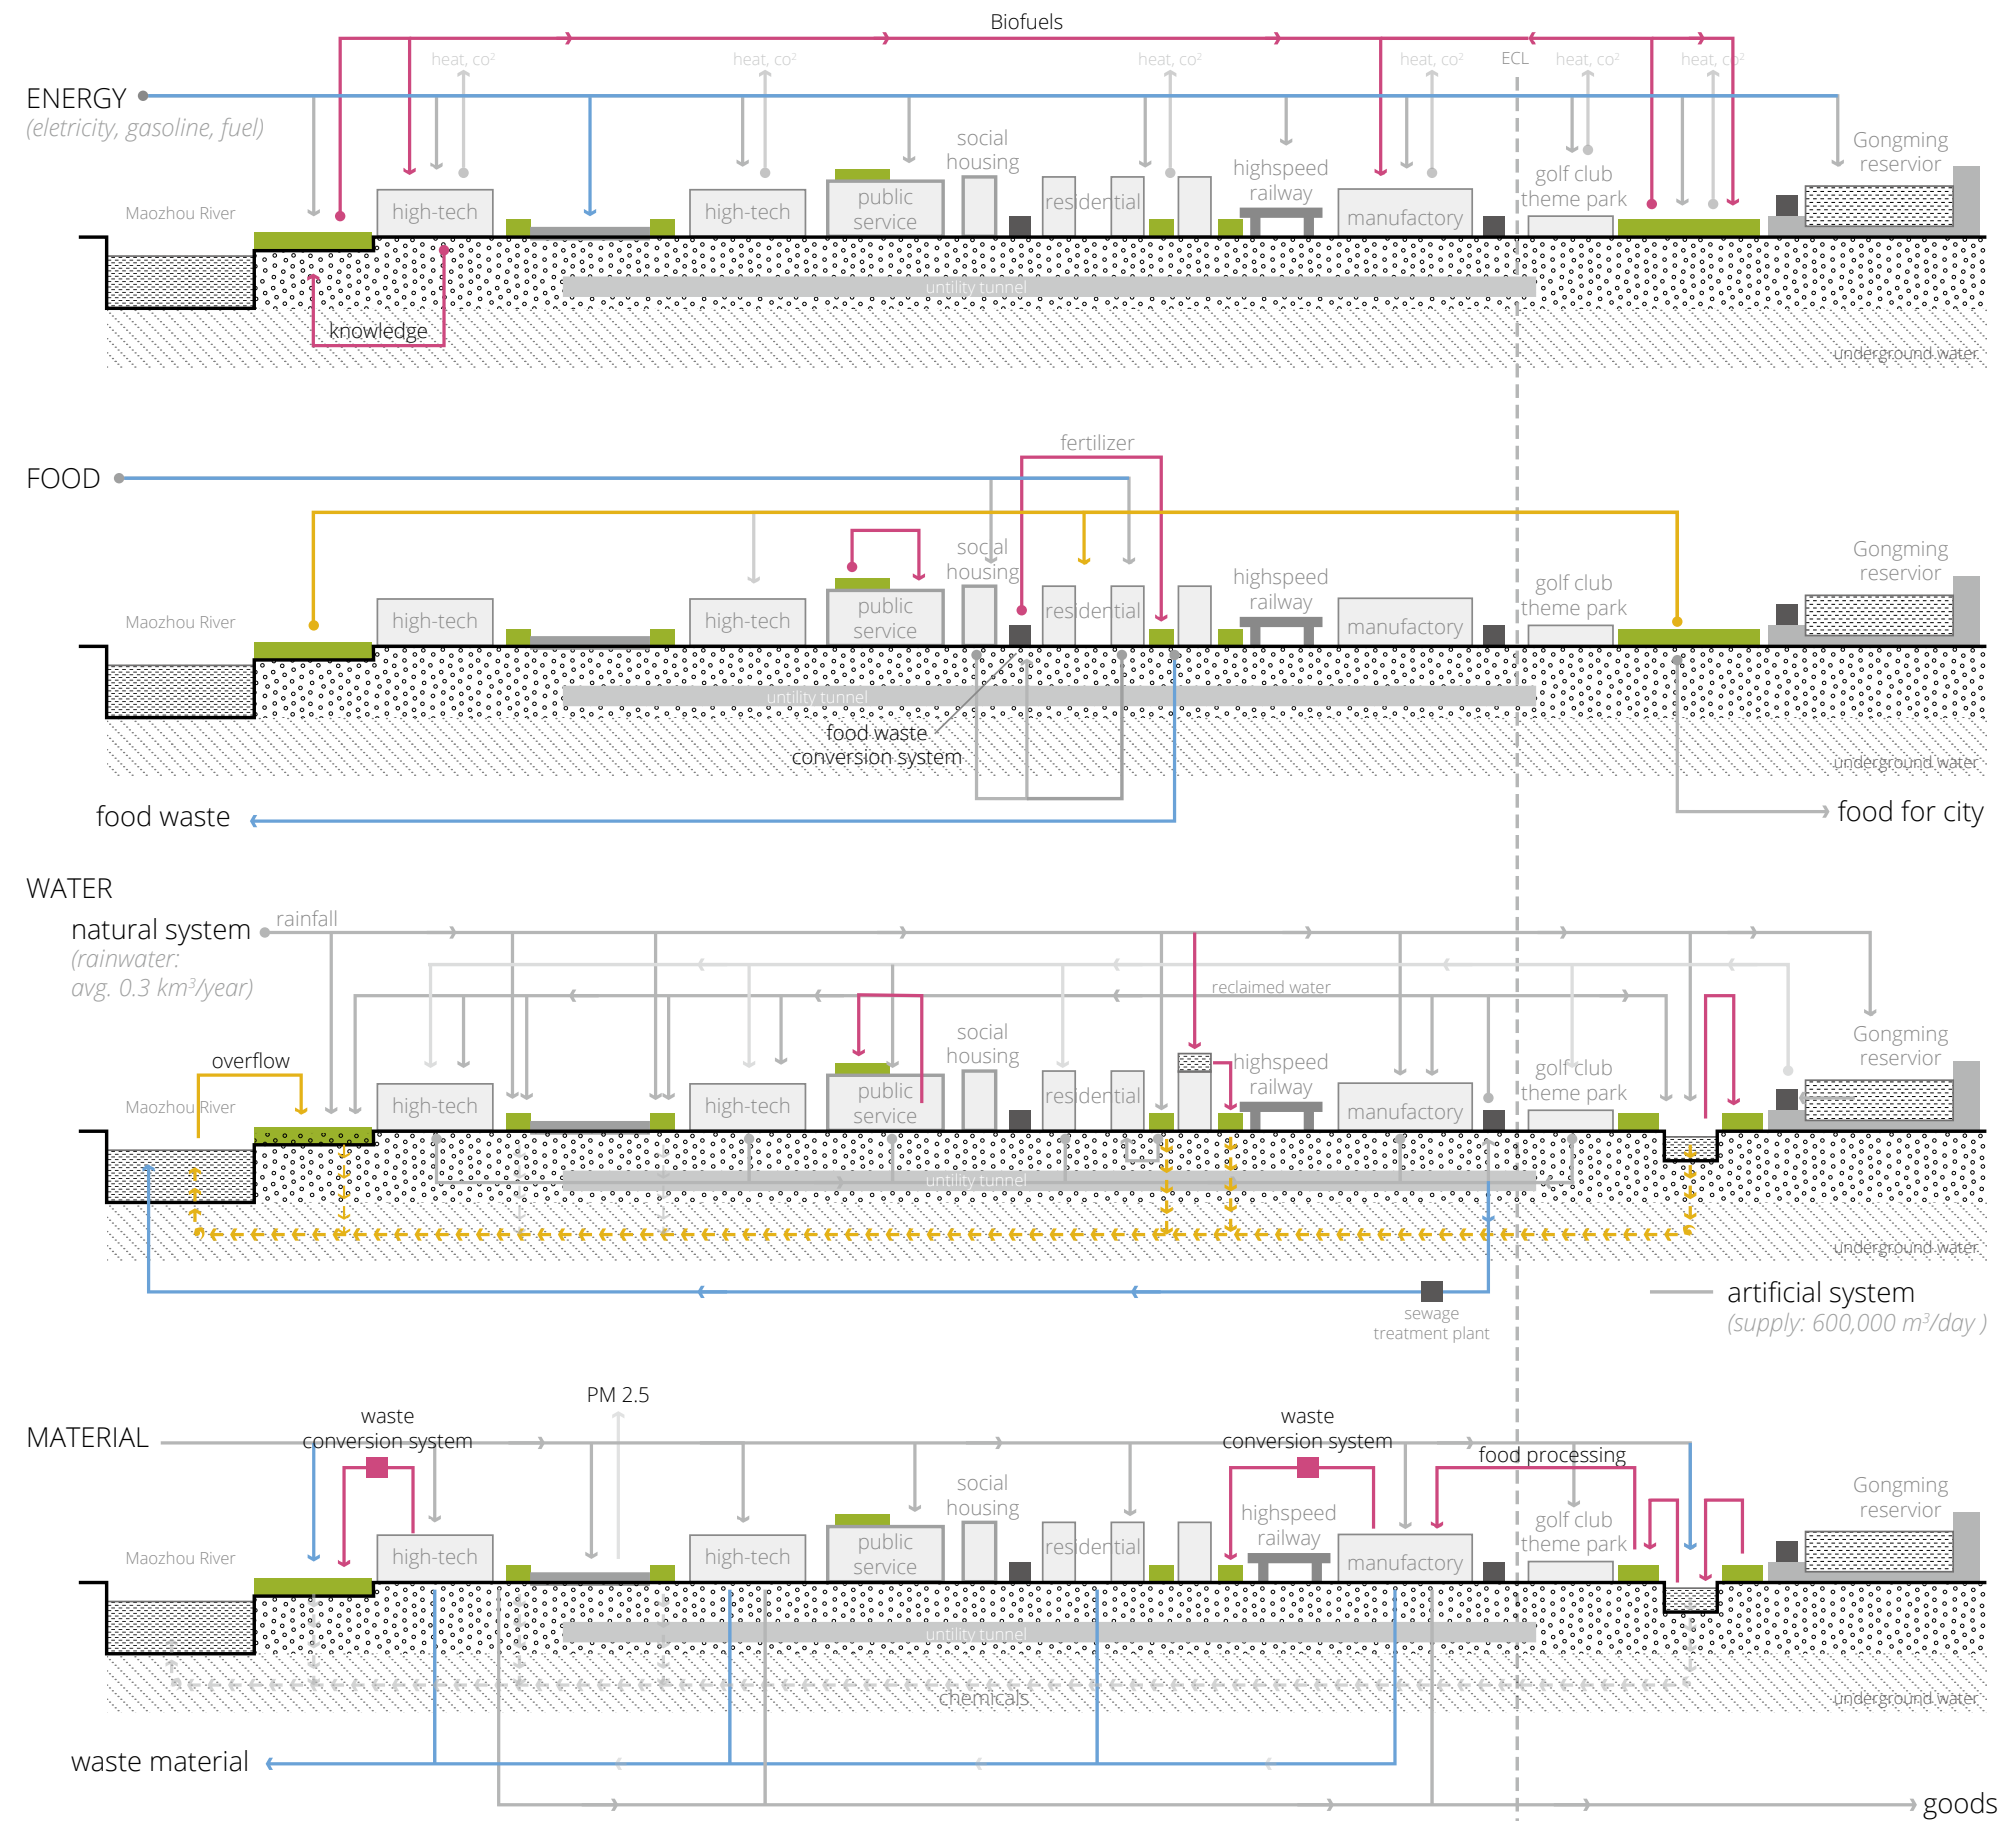 Biofuels
heat, co²
heat, co²
heat, co²
heat, co²
ECL
heat, co²
heat, co²
ENERGY
(eletricity, gasoline, fuel)
social
housing
Gongming
reservior
highspeed
railway
golf club
theme park
Maozhou River
high-tech
high-tech
public
service
residential
manufactory
untility tunnel
knowledge
underground water
fertilizer
FOOD
social
housing
Gongming
reservior
highspeed
railway
golf club
theme park
Maozhou River
high-tech
high-tech
public
service
residential
manufactory
untility tunnel
food waste
conversion system
underground water
food waste
food for city
WATER
natural system
rainfall
(rainwater:
avg. 0.3 km³/year)
reclaimed water
overflow
social
housing
Gongming
reservior
highspeed
railway
golf club
theme park
Maozhou River
high-tech
high-tech
public
service
residential
manufactory
untility tunnel
underground water
artificial system
(supply: 600,000 m³/day )
sewage
treatment plant
PM 2.5
MATERIAL
waste
conversion system
waste
conversion system
food processing
social
housing
Gongming
reservior
highspeed
railway
golf club
theme park
Maozhou River
high-tech
high-tech
public
service
residential
manufactory
untility tunnel
chemicals
underground water
waste material
goods